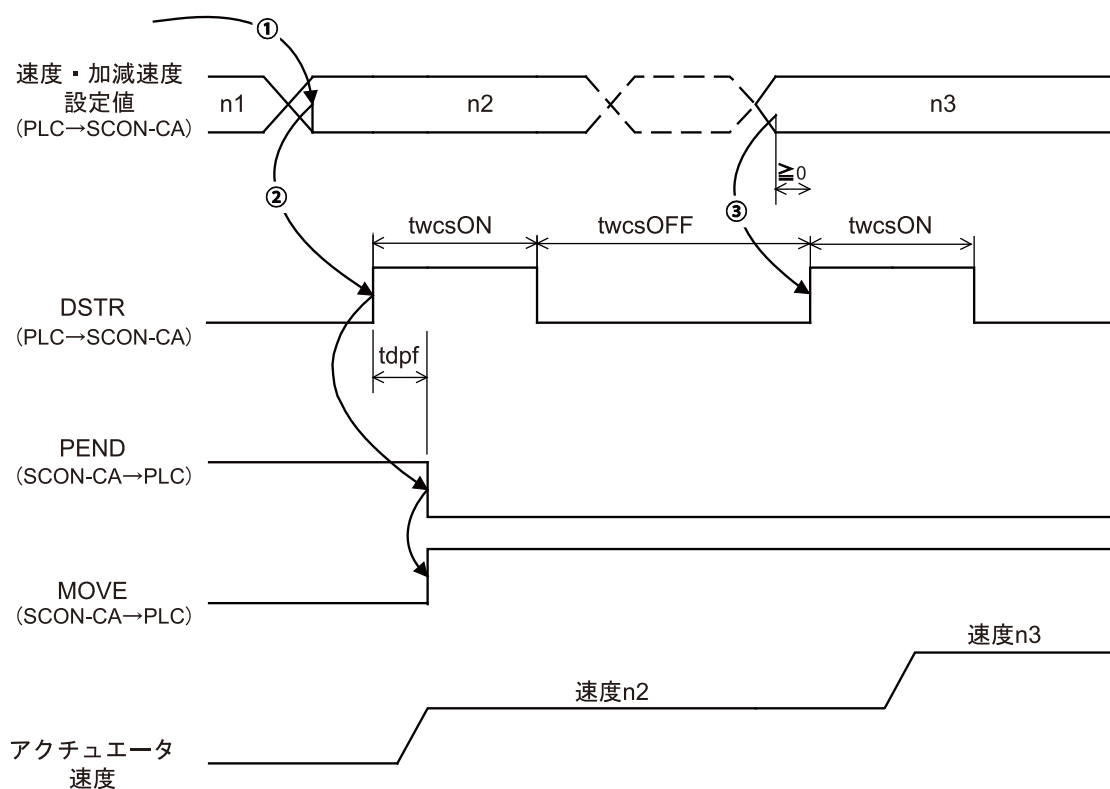 ①
速度・加減速度
設定値
(PLC→SCON-CA)
n1
n2
n3
②
③
≧0
twcsON
twcsOFF
twcsON
DSTR
(PLC→SCON-CA)
tdpf
PEND
(SCON-CA→PLC)
MOVE
(SCON-CA→PLC)
速度n3
速度n2
アクチュエータ
速度